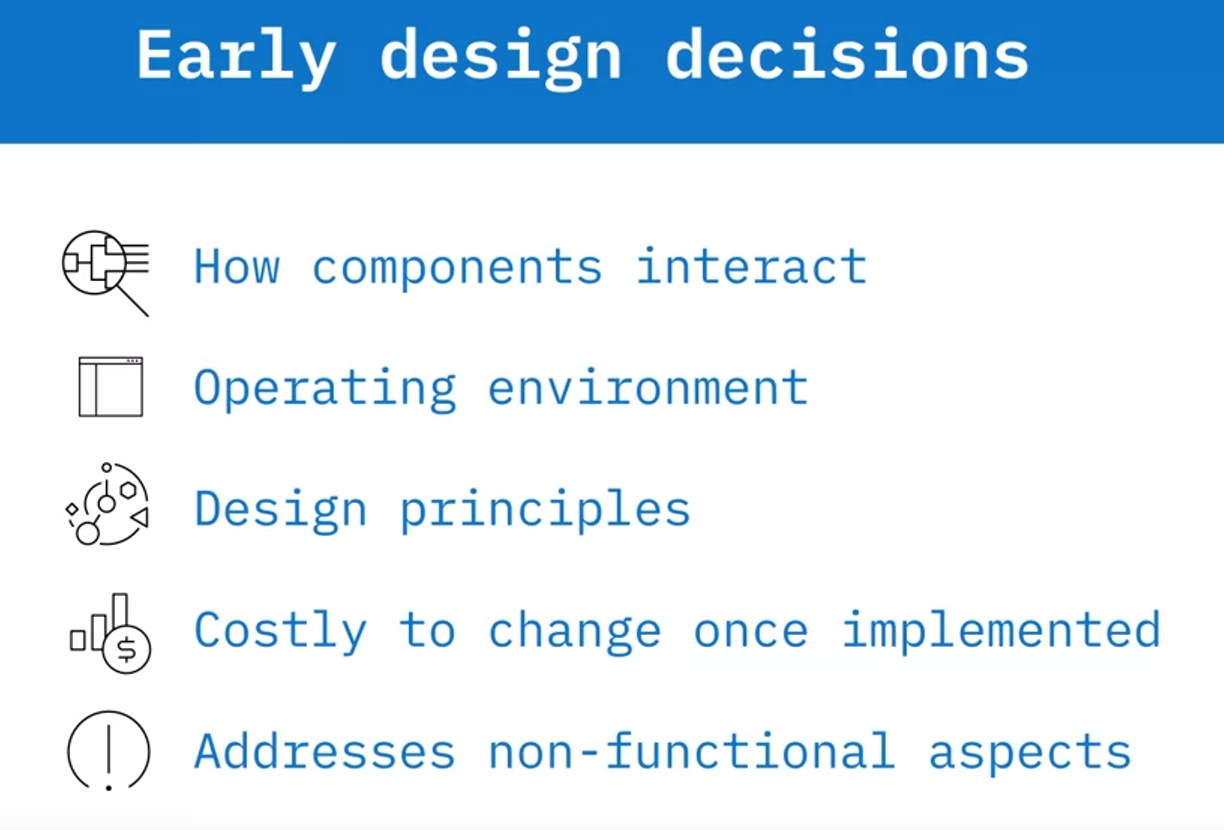 Early design decisions
How components interact
Operating environment
Design principles
Costly to change once implemented
Addresses non-functional aspects